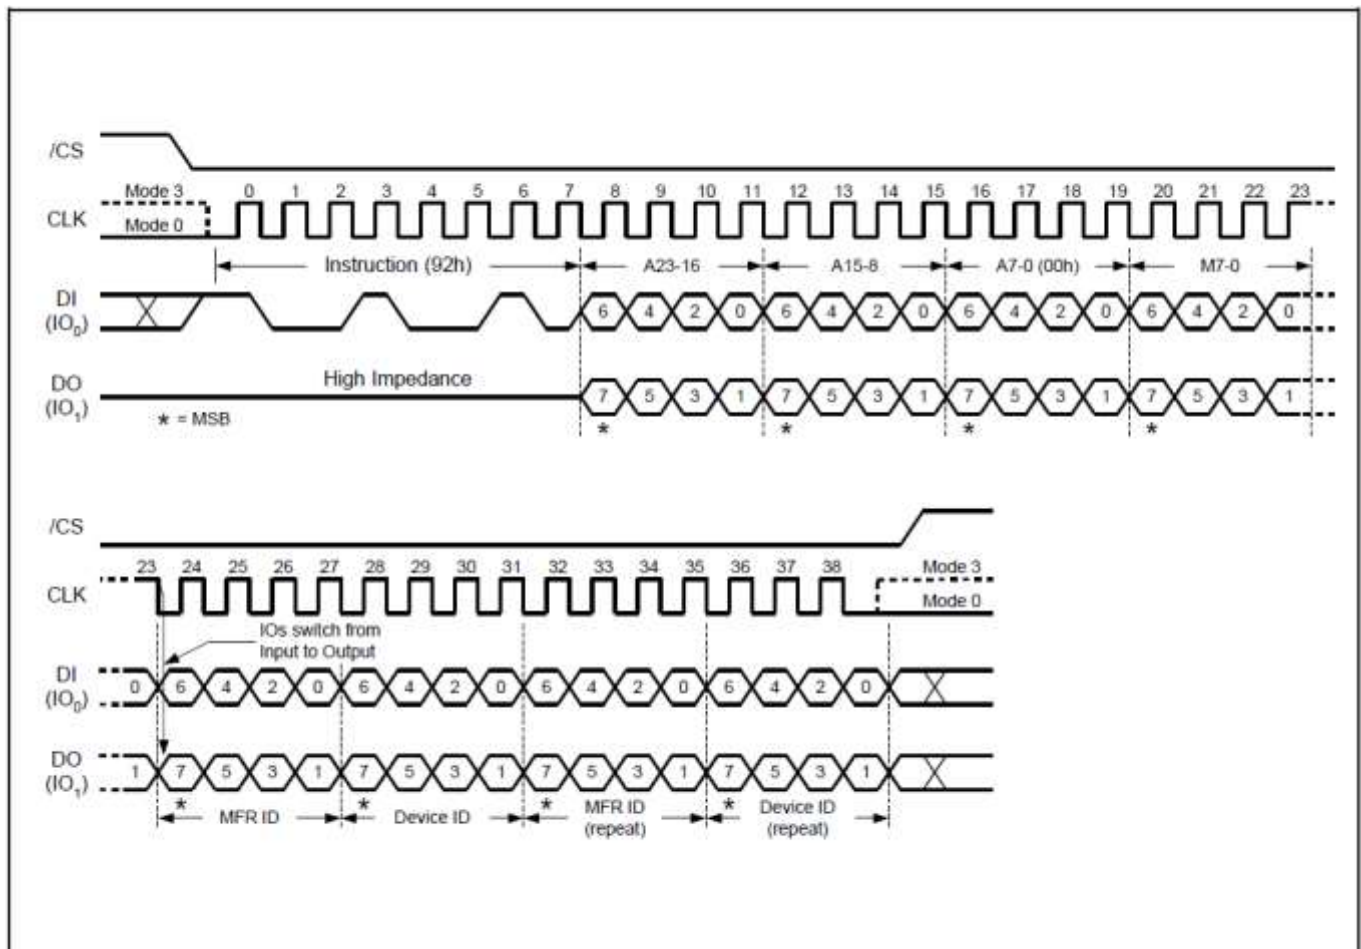 /CS
Mode 3 0 1 2 3 4 5 6 7 8 9 10 11 12 13 14 15 16 17 18 19 20 21 22 23
CLK
Mode 0
Instruction (92h) A23-16 A15-8 A7-0 (00h) M7-0
DI
(IO₀) 6 4 2 0 6 4 2 0 6 4 2 0 6 4 2 0
High Impedance
DO
(IO₁) 7 5 3 1 7 5 3 1 7 5 3 1 7 5 3 1
* = MSB * * * *
/CS
23 24 25 26 27 28 29 30 31 32 33 34 35 36 37 38 Mode 3
CLK
Mode 0
IOs switch from
Input to Output
DI
(IO₀) 0 6 4 2 0 6 4 2 0 6 4 2 0 6 4 2 0
DO
(IO₁) 1 7 5 3 1 7 5 3 1 7 5 3 1 7 5 3 1
* * * *
MFR ID Device ID MFR ID Device ID
(repeat) (repeat)